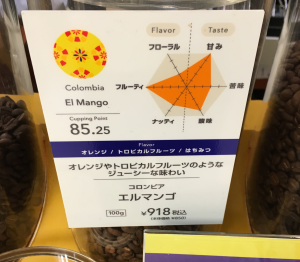 Flavor
Taste
フローラル
甘み
フルーティ
苦味
ナッティ
酸味
Colombia
El Mango
Cupping Point
85.25
Flavor
オレンジ / トロピカルフルーツ / はちみつ
オレンジやトロピカルフルーツのような
ジューシーな味わい
コロンビア
エルマンゴ
100g
¥918税込